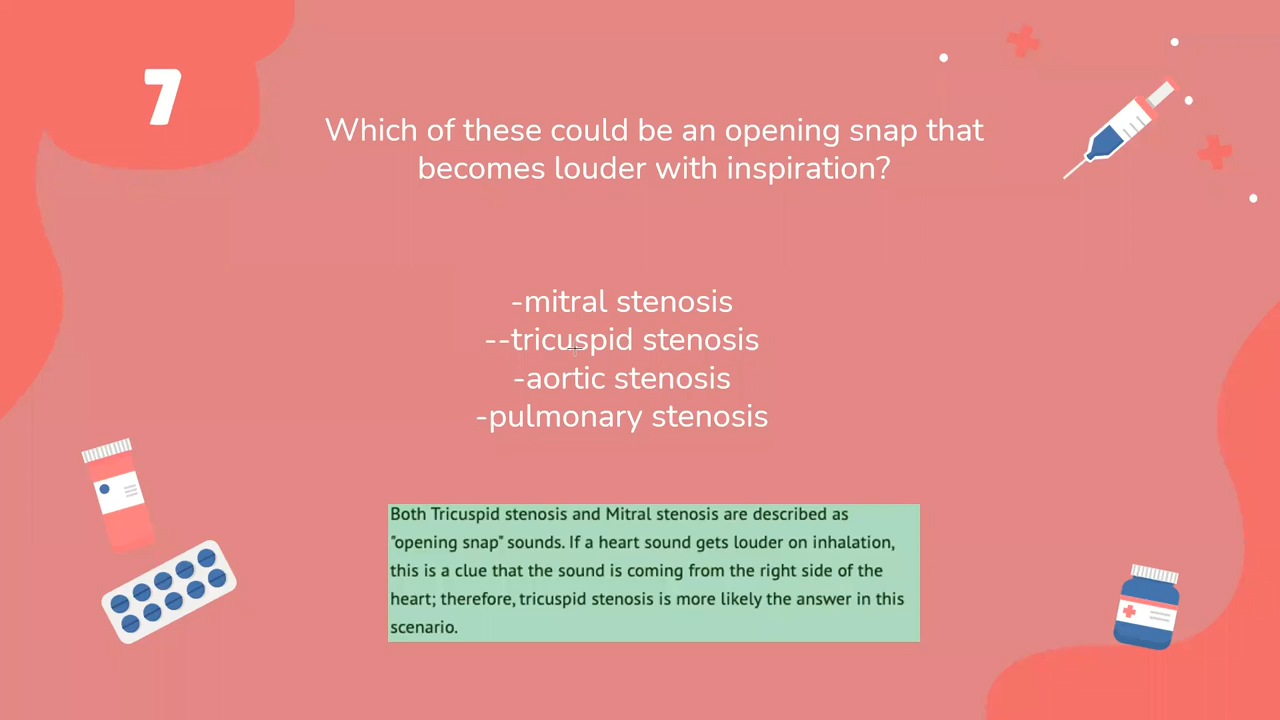 7
Which of these could be an opening snap that
becomes louder with inspiration?
-mitral stenosis
--tricuspid stenosis
-aortic stenosis
-pulmonary stenosis
Both Tricuspid stenosis and Mitral stenosis are described as
"opening snap" sounds. If a heart sound gets louder on inhalation,
this is a clue that the sound is coming from the right side of the
heart; therefore, tricuspid stenosis is more likely the answer in this
scenario.